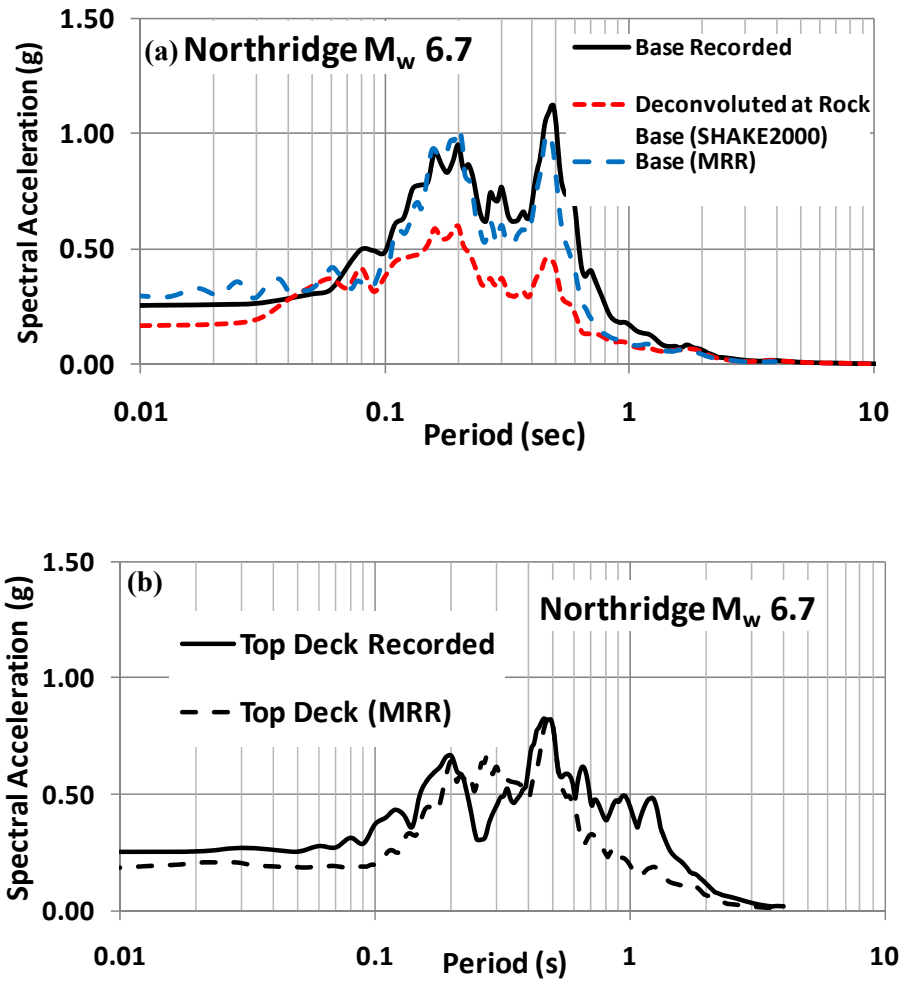 1.50
(a) Northridge Mw 6.7
Base Recorded
Deconvoluted at Rock
Base (SHAKE2000)
Base (MRR)
1.00
0.50
0.00
Spectral Acceleration (g)
0.01
0.1
1
10
Period (sec)
1.50
(b)
Northridge Mw 6.7
Top Deck Recorded
Top Deck (MRR)
1.00
0.50
0.00
Spectral Acceleration (g)
0.01
0.1
1
10
Period (s)